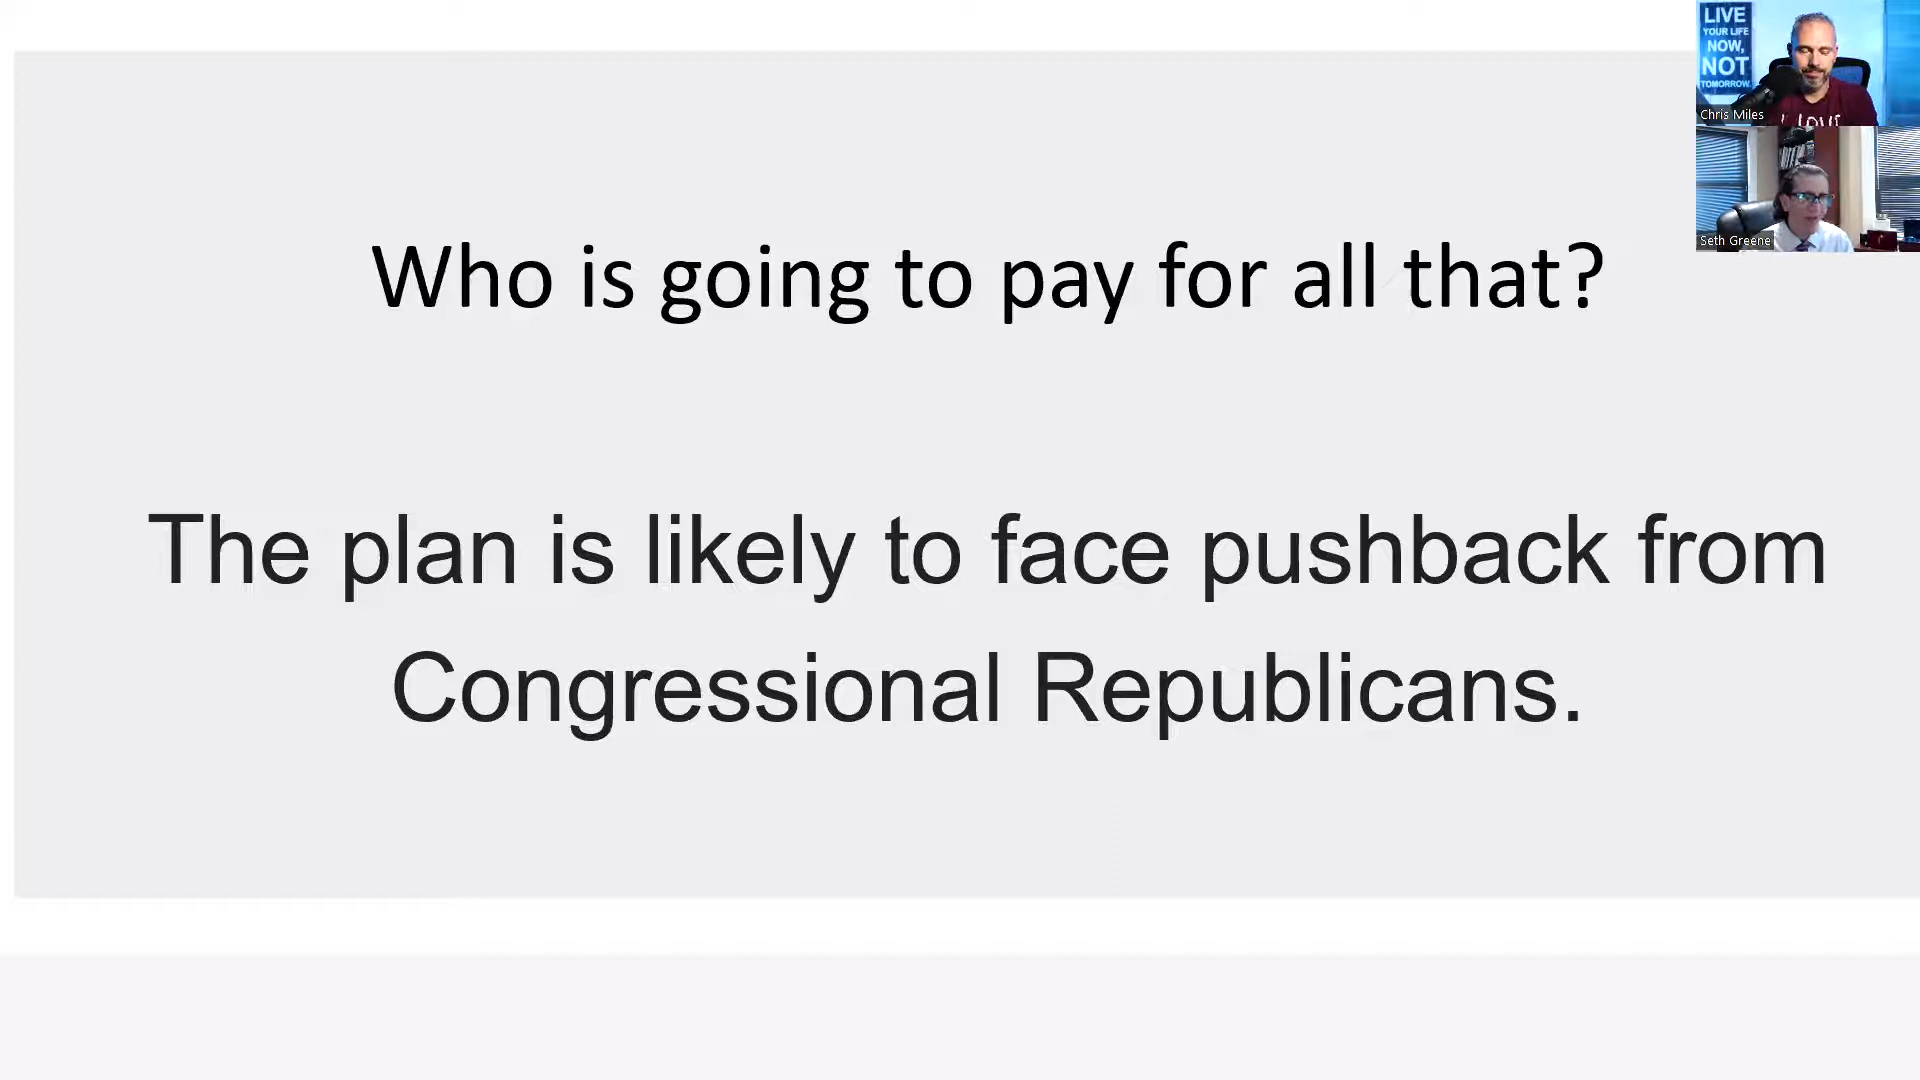 Who is going to pay for all that?
The plan is likely to face pushback from
Congressional Republicans.
LIVE
YOUR LIFE
NOW,
NOT
TOMORROW.
Chris Miles
I LOVE
Seth Greene